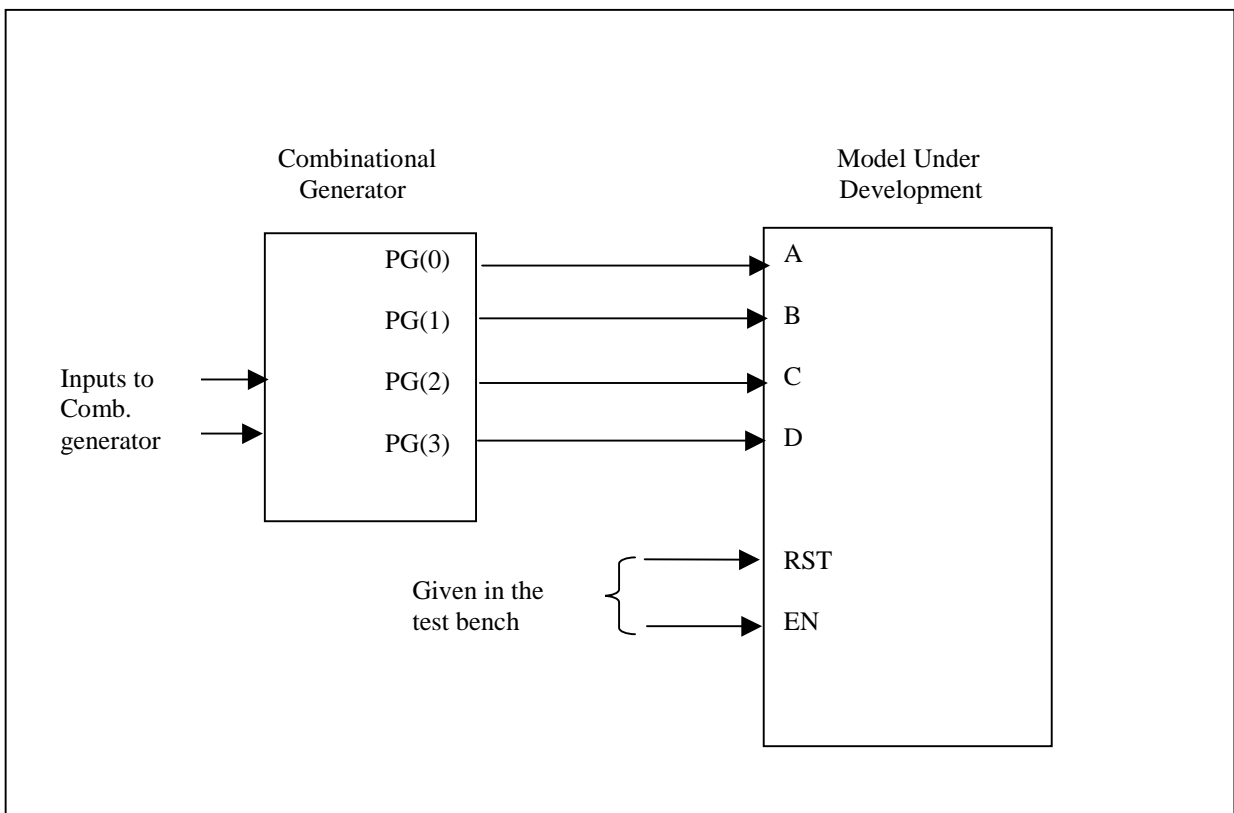 Combinational
Generator
Model Under
Development
PG(0)
A
PG(1)
B
PG(2)
C
PG(3)
D
Inputs to
Comb.
generator
RST
EN
Given in the
test bench